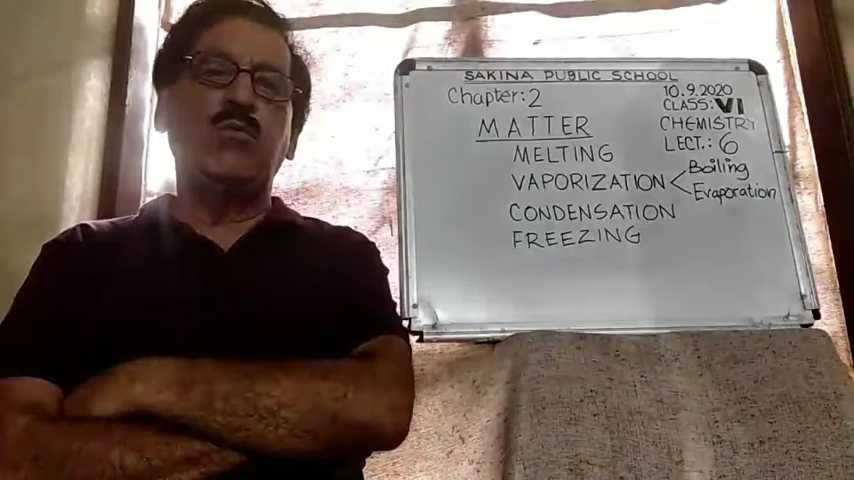 SAKINA PUBLIC SCHOOL
Chapter:2
10.9.2020
CLASS: VI
MATTER
CHEMISTRY
LECT.: 6
MELTING
VAPORIZATION < Boiling
Evaporation
CONDENSATION
FREEZING